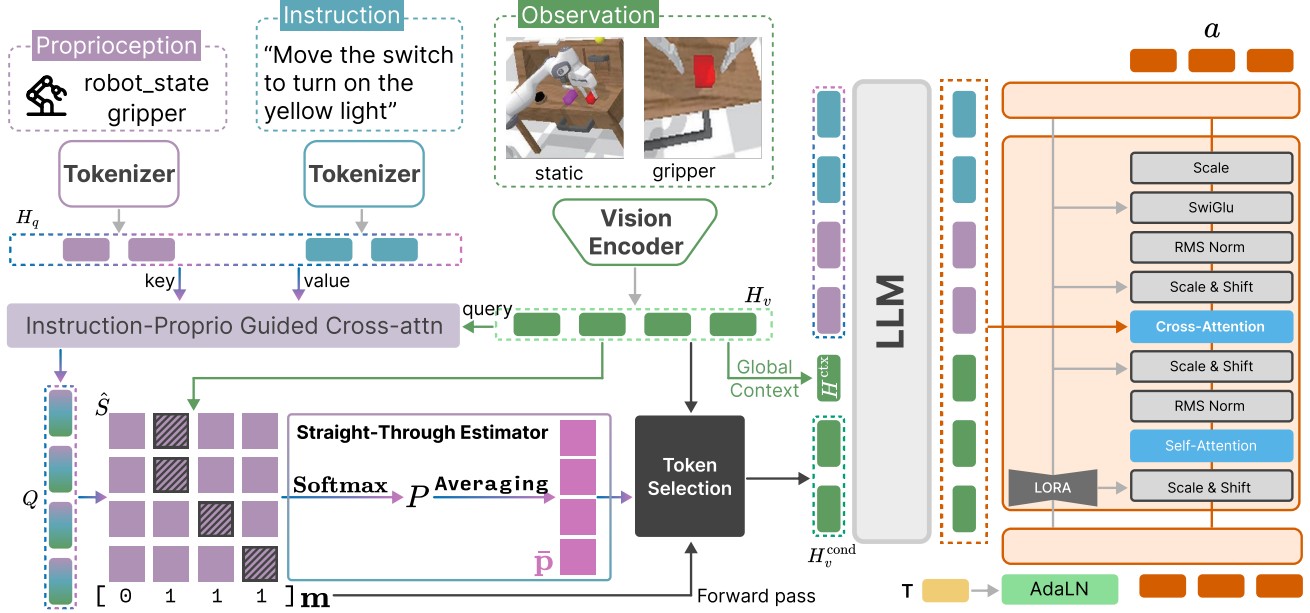 Proprioception
robot_state
gripper
Instruction
“Move the switch
to turn on the
yellow light”
Observation
static
gripper
Tokenizer
Tokenizer
Vision
Encoder
H_q
key
value
query
H_v
Instruction-Proprio Guided Cross-attn
Global
Context
H^ctx
Q
Ŝ
Straight-Through Estimator
Softmax
P
Averaging
p̄
[ 0 1 1 1 ] m
Token
Selection
Forward pass
H_v^cond
LLM
a
Scale
SwiGlu
RMS Norm
Scale & Shift
Cross-Attention
Scale & Shift
RMS Norm
Self-Attention
LORA
Scale & Shift
T
AdaLN